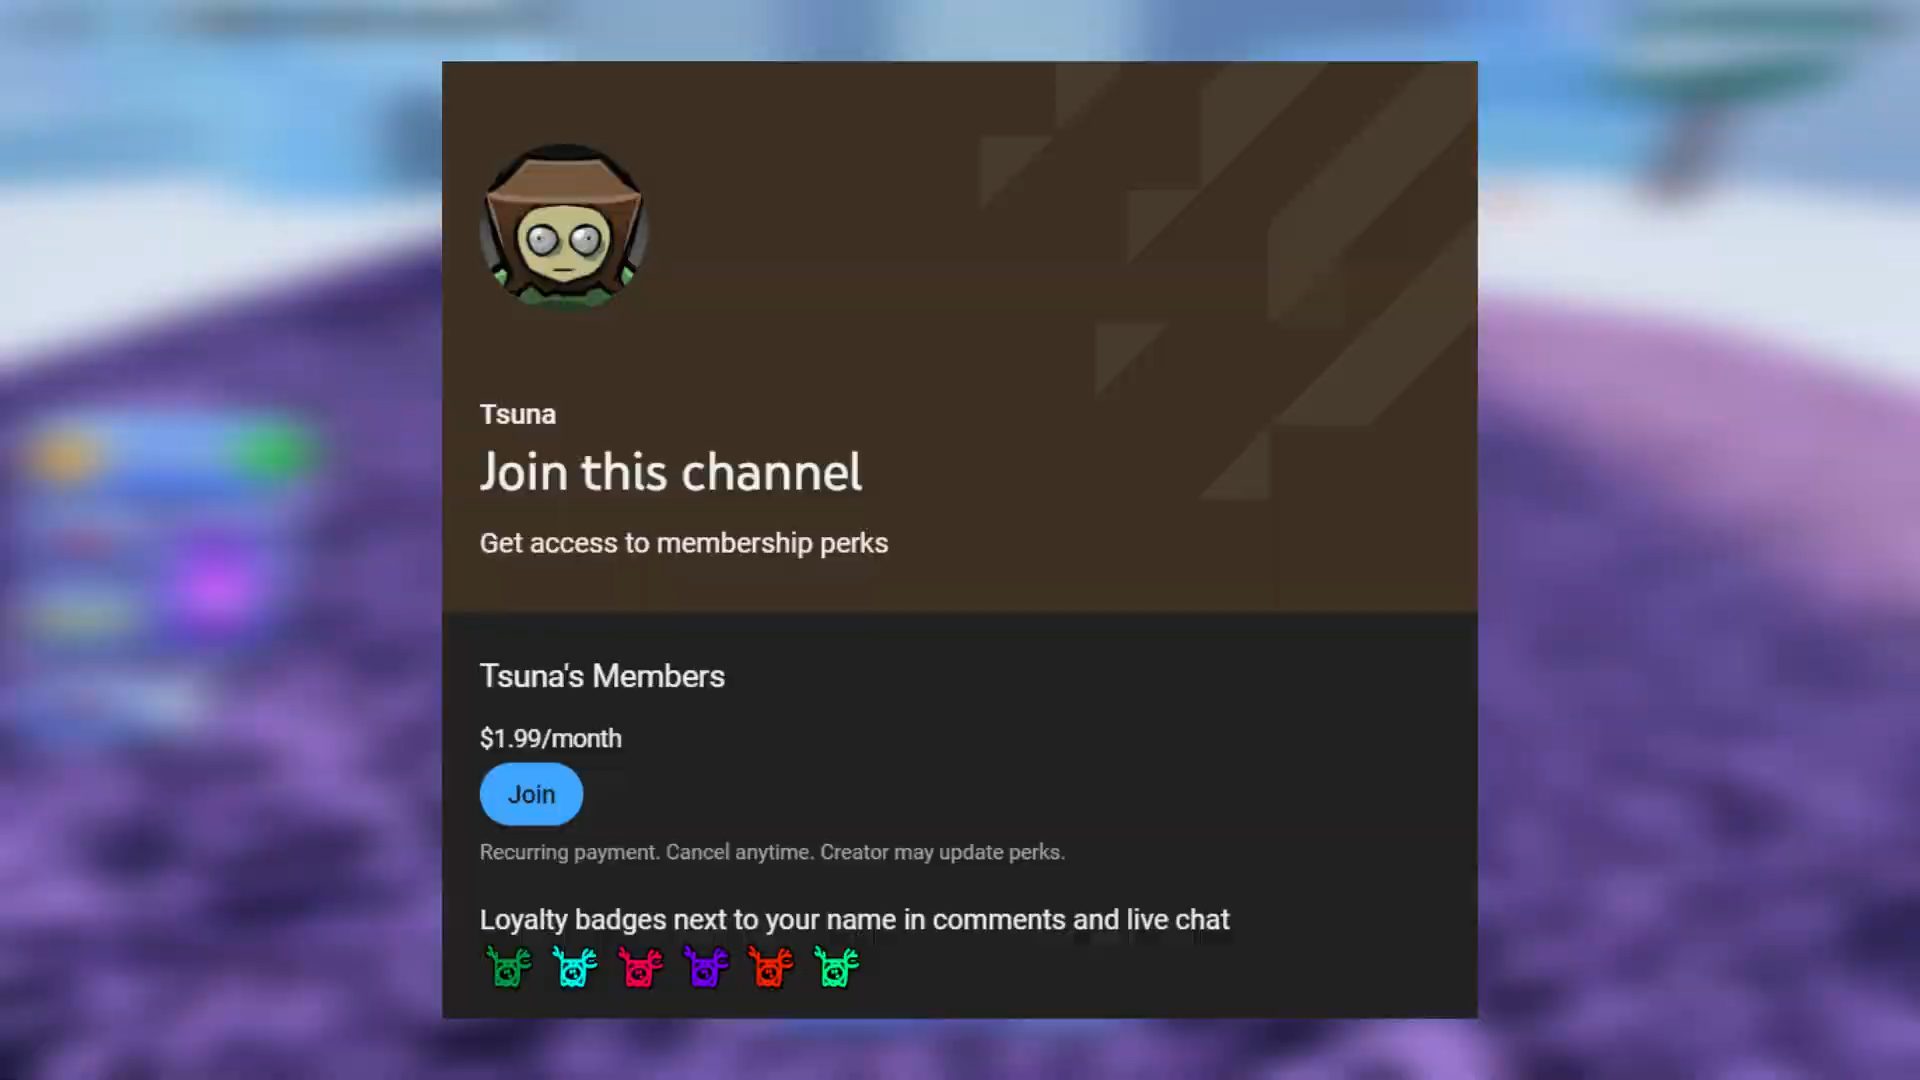 Tsuna
Join this channel
Get access to membership perks
Tsuna's Members
$1.99/month
Join
Recurring payment. Cancel anytime. Creator may update perks.
Loyalty badges next to your name in comments and live chat